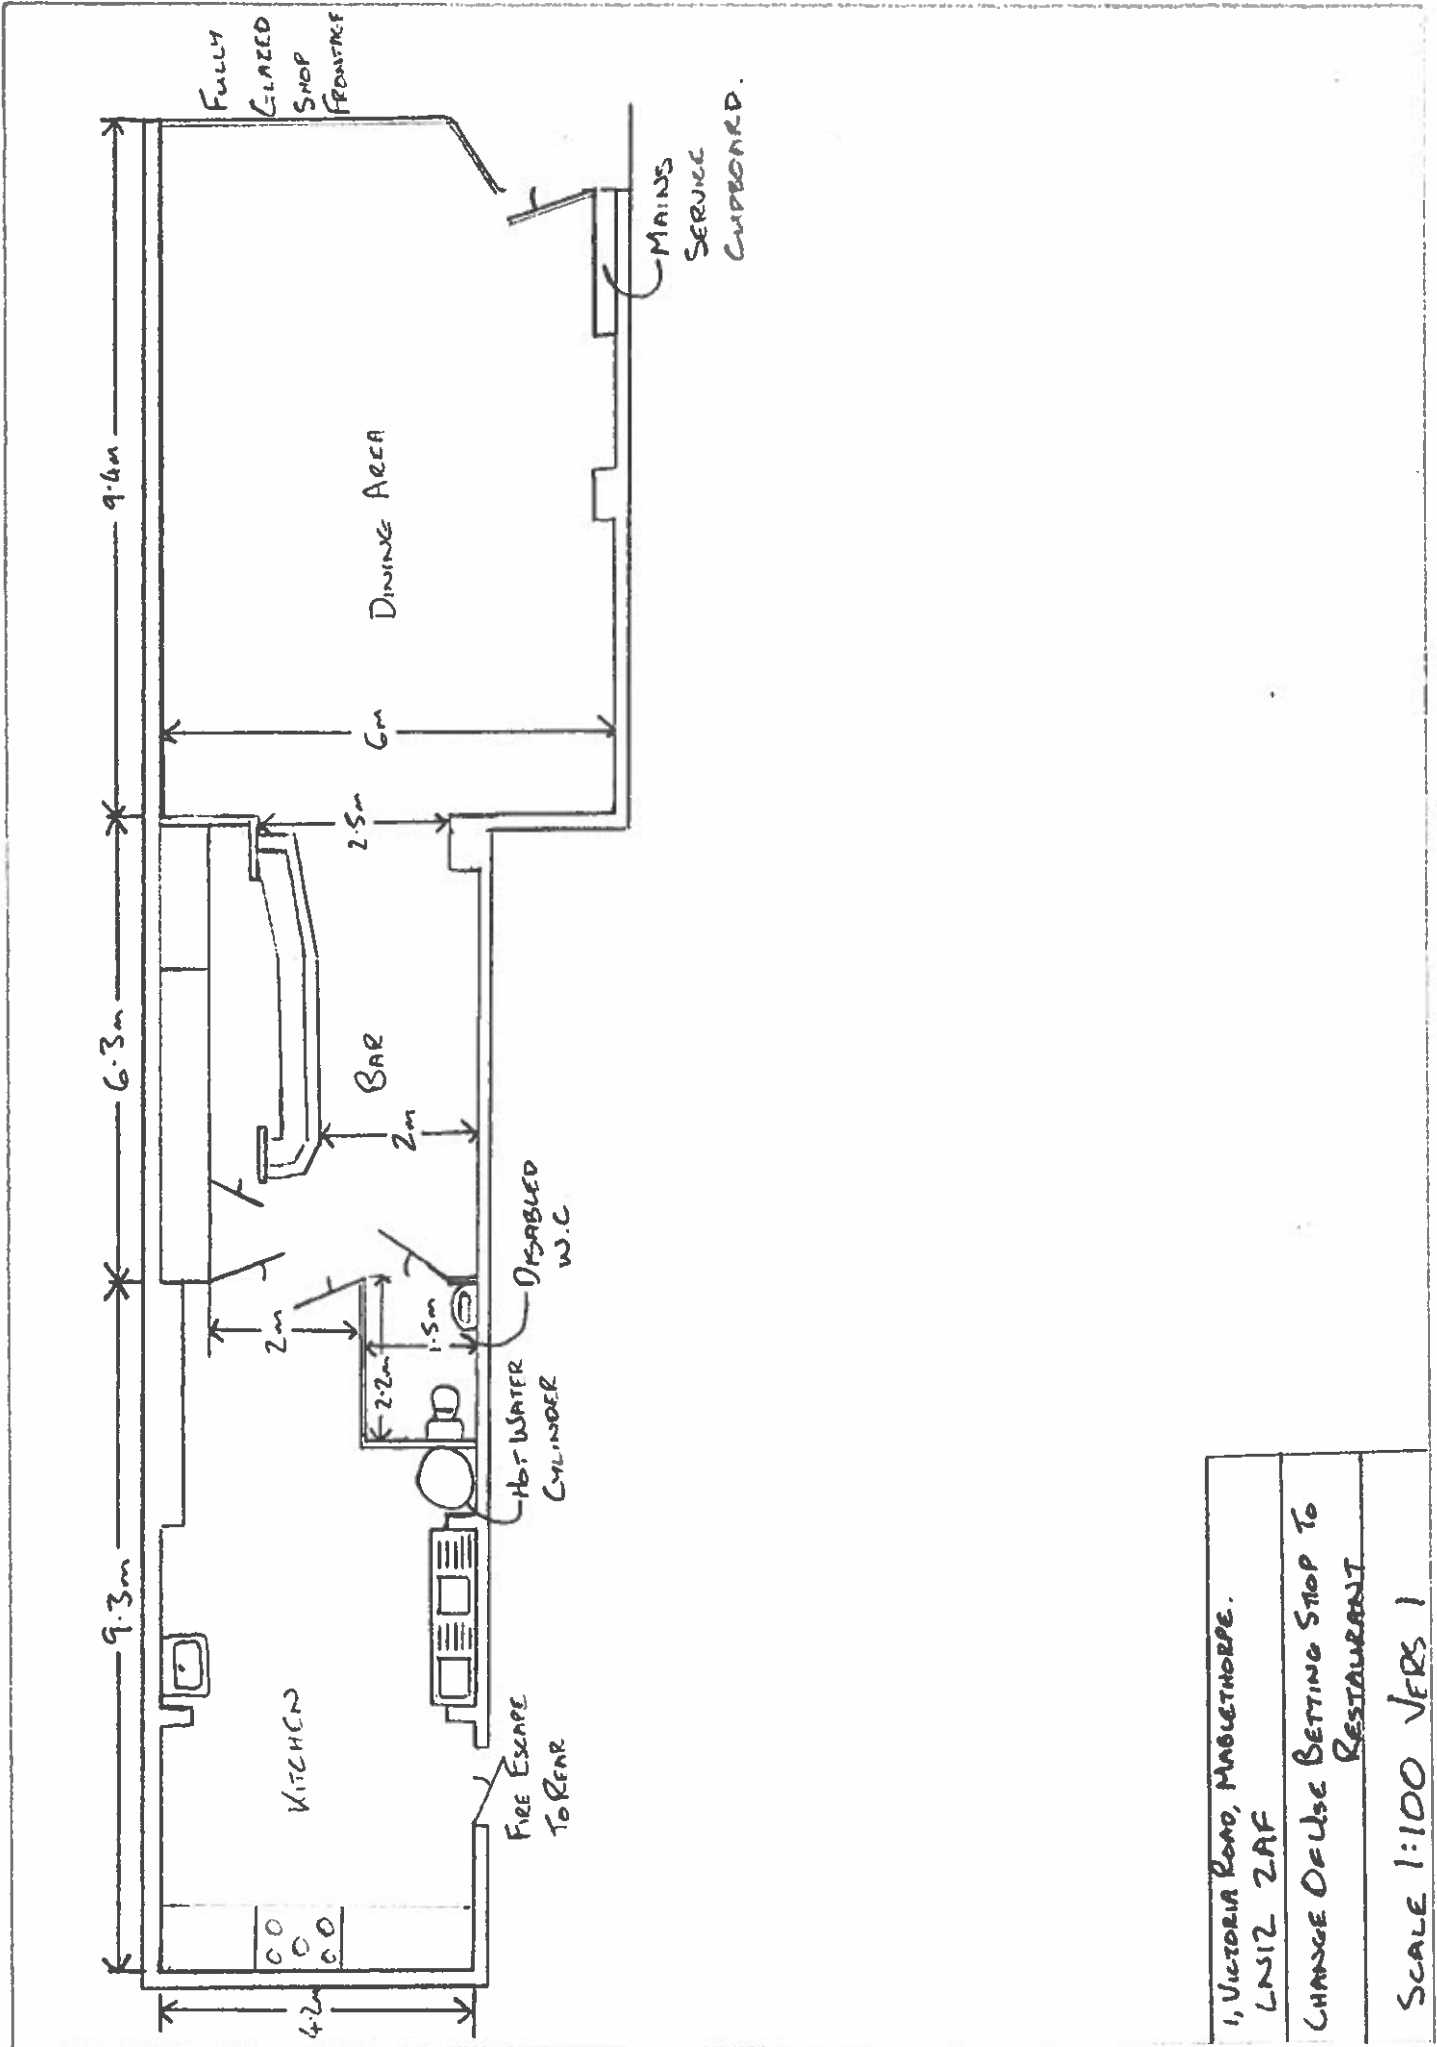 9.3m
6.3m
9.4m
FULLY
GLAZED
SHOP
FRONTAGE
4.2m
KITCHEN
2m
2.2m
1.5m
BAR
2m
2.5m
6m
DINING AREA
FIRE ESCAPE
TO REAR
HOT WATER
CYLINDER
DISABLED
W.C
MAINS
SERVICE
CUPBOARD.
1, VICTORIA ROAD, MABLETHORPE.
LN12 2AF
CHANGE OF USE BETTING SHOP TO
RESTAURANT
SCALE 1:100 VERS 1